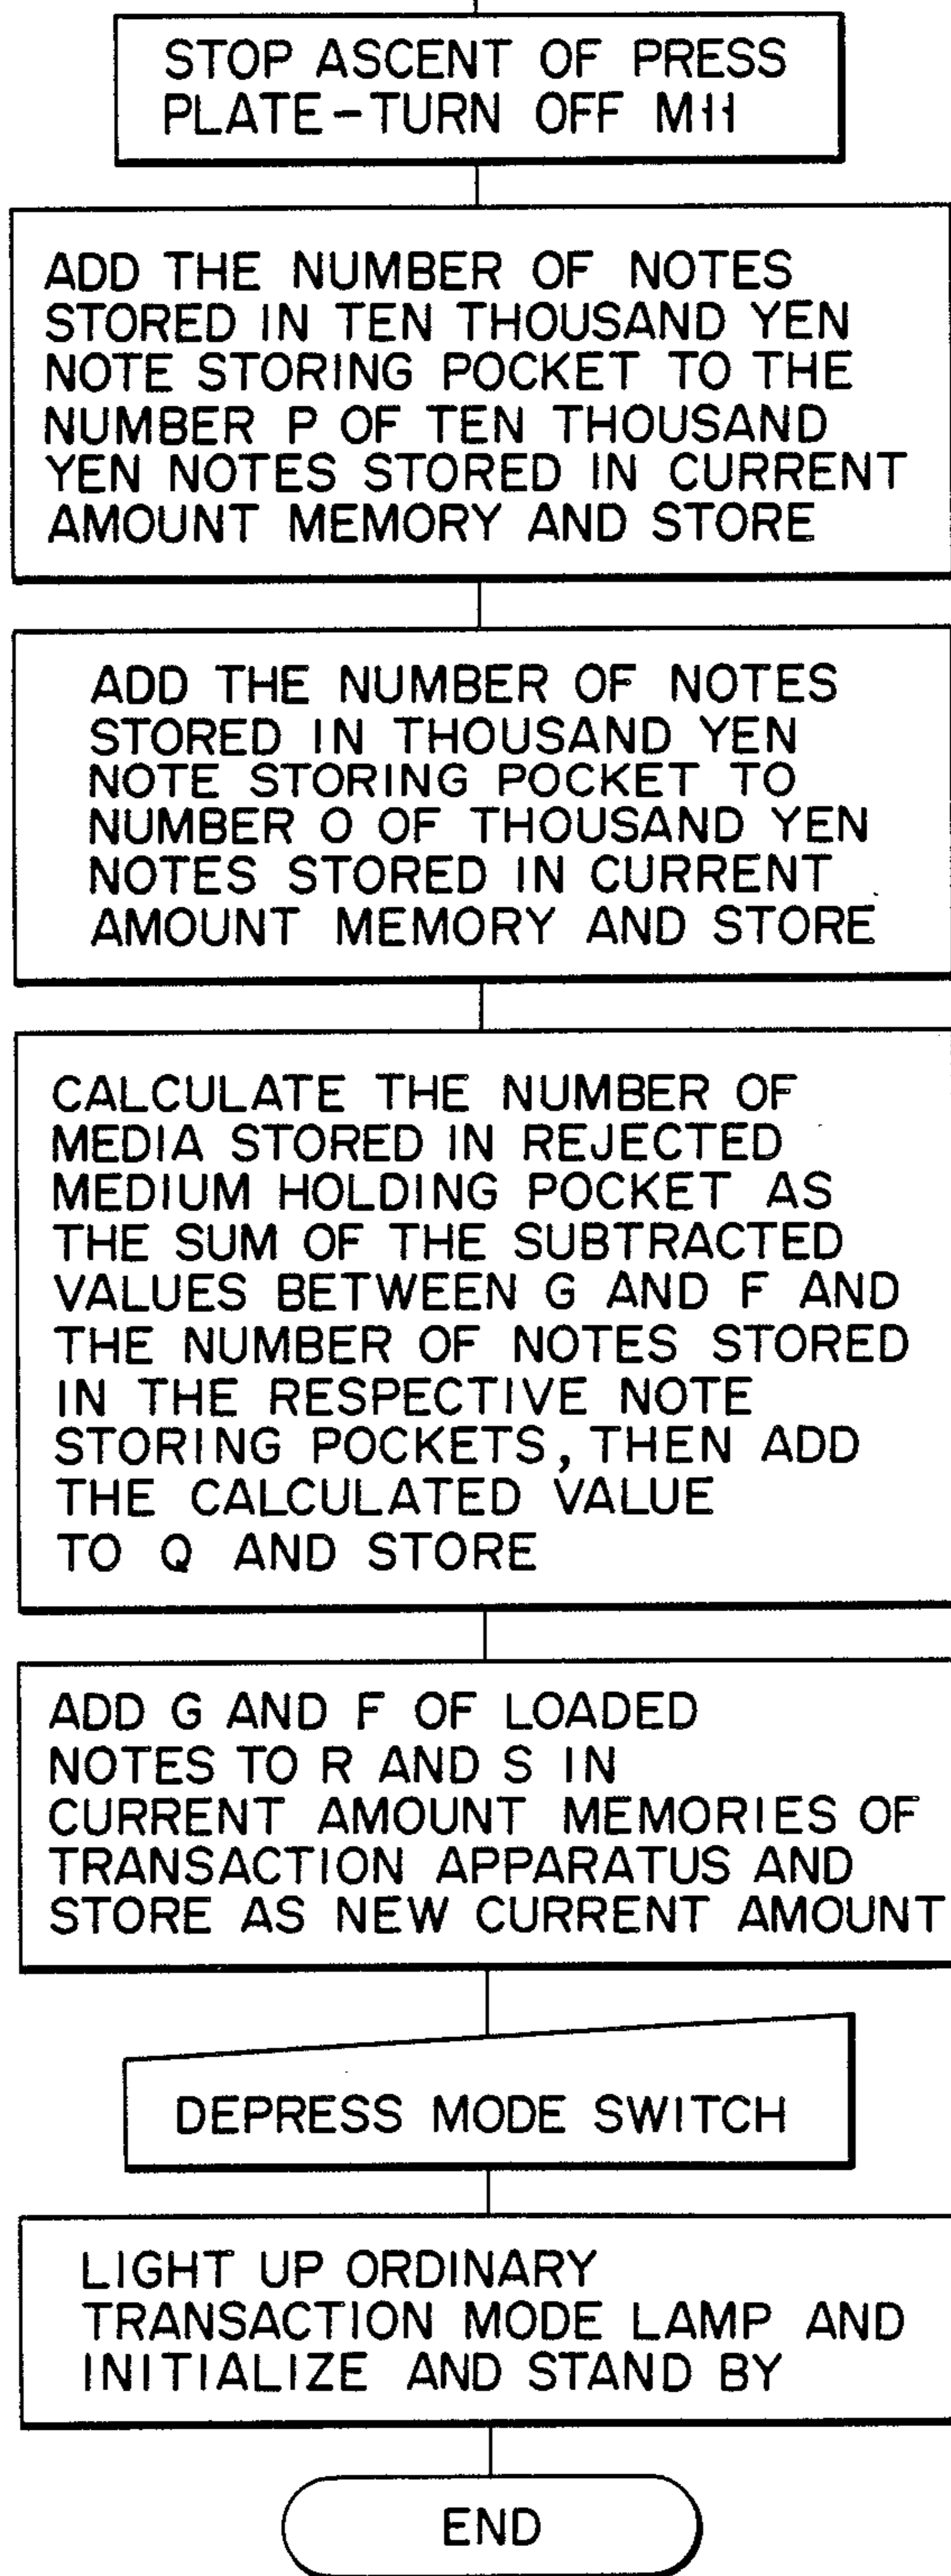 STOP ASCENT OF PRESS
PLATE-TURN OFF M11
ADD THE NUMBER OF NOTES
STORED IN TEN THOUSAND YEN
NOTE STORING POCKET TO THE
NUMBER P OF TEN THOUSAND
YEN NOTES STORED IN CURRENT
AMOUNT MEMORY AND STORE
ADD THE NUMBER OF NOTES
STORED IN THOUSAND YEN
NOTE STORING POCKET TO
NUMBER O OF THOUSAND YEN
NOTES STORED IN CURRENT
AMOUNT MEMORY AND STORE
CALCULATE THE NUMBER OF
MEDIA STORED IN REJECTED
MEDIUM HOLDING POCKET AS
THE SUM OF THE SUBTRACTED
VALUES BETWEEN G AND F AND
THE NUMBER OF NOTES STORED
IN THE RESPECTIVE NOTE
STORING POCKETS, THEN ADD
THE CALCULATED VALUE
TO Q AND STORE
ADD G AND F OF LOADED
NOTES TO R AND S IN
CURRENT AMOUNT MEMORIES OF
TRANSACTION APPARATUS AND
STORE AS NEW CURRENT AMOUNT
DEPRESS MODE SWITCH
LIGHT UP ORDINARY
TRANSACTION MODE LAMP AND
INITIALIZE AND STAND BY
END